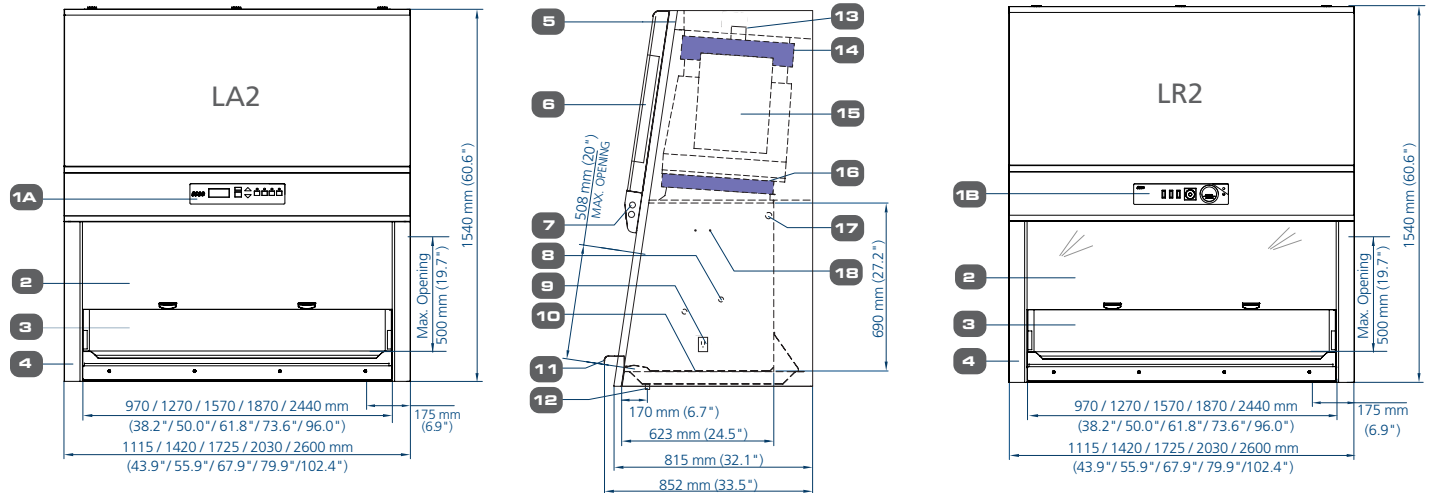 LA2
1A
2
3
4
1540 mm (60.6")
Max. Opening
500 mm (19.7")
970 / 1270 / 1570 / 1870 / 2440 mm
(38.2"/ 50.0"/ 61.8"/ 73.6"/ 96.0")
175 mm
(6.9")
1115 / 1420 / 1725 / 2030 / 2600 mm
(43.9"/ 55.9"/ 67.9"/ 79.9"/102.4")
5
6
7
8
9
10
11
12
13
14
15
16
17
18
508 mm (20")
MAX. OPENING
690 mm (27.2")
170 mm (6.7")
623 mm (24.5")
815 mm (32.1")
852 mm (33.5")
LR2
1B
2
3
4
1540 mm (60.6")
Max. Opening
500 mm (19.7")
970 / 1270 / 1570 / 1870 / 2440 mm
(38.2"/ 50.0"/ 61.8"/ 73.6"/ 96.0")
175 mm
(6.9")
1115 / 1420 / 1725 / 2030 / 2600 mm
(43.9"/ 55.9"/ 67.9"/ 79.9"/102.4")